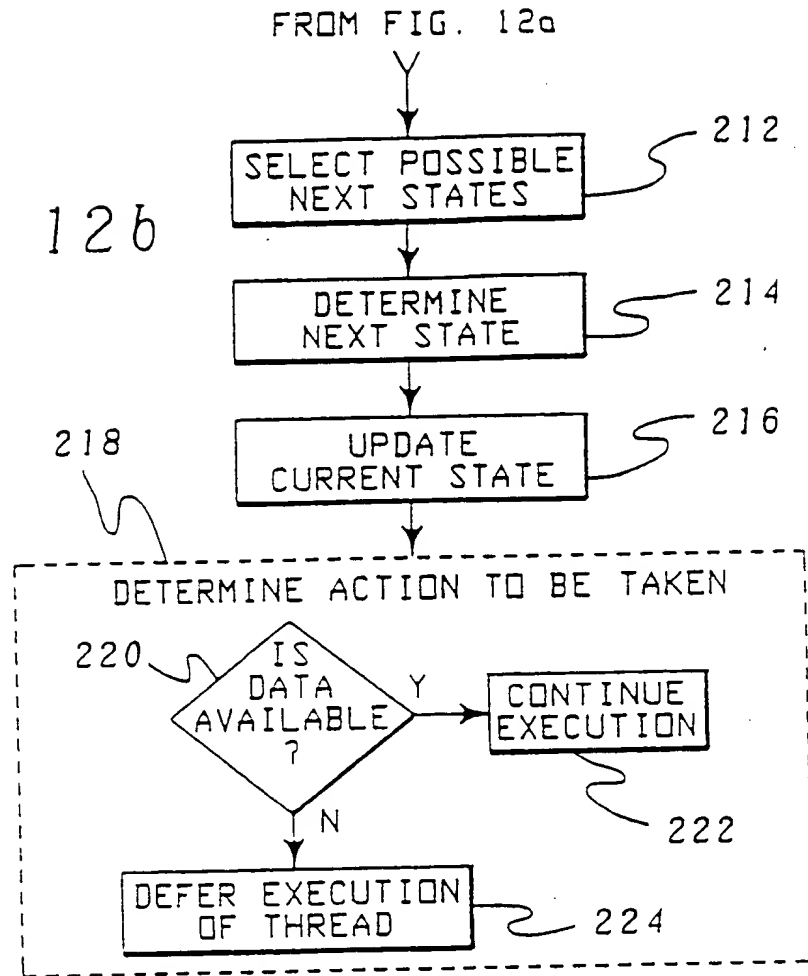 FROM FIG. 12a
212
SELECT POSSIBLE
NEXT STATES
12b
214
DETERMINE
NEXT STATE
216
UPDATE
CURRENT STATE
218
DETERMINE ACTION TO BE TAKEN
220
IS
DATA
AVAILABLE
?
Y
CONTINUE
EXECUTION
222
N
DEFER EXECUTION
OF THREAD
224